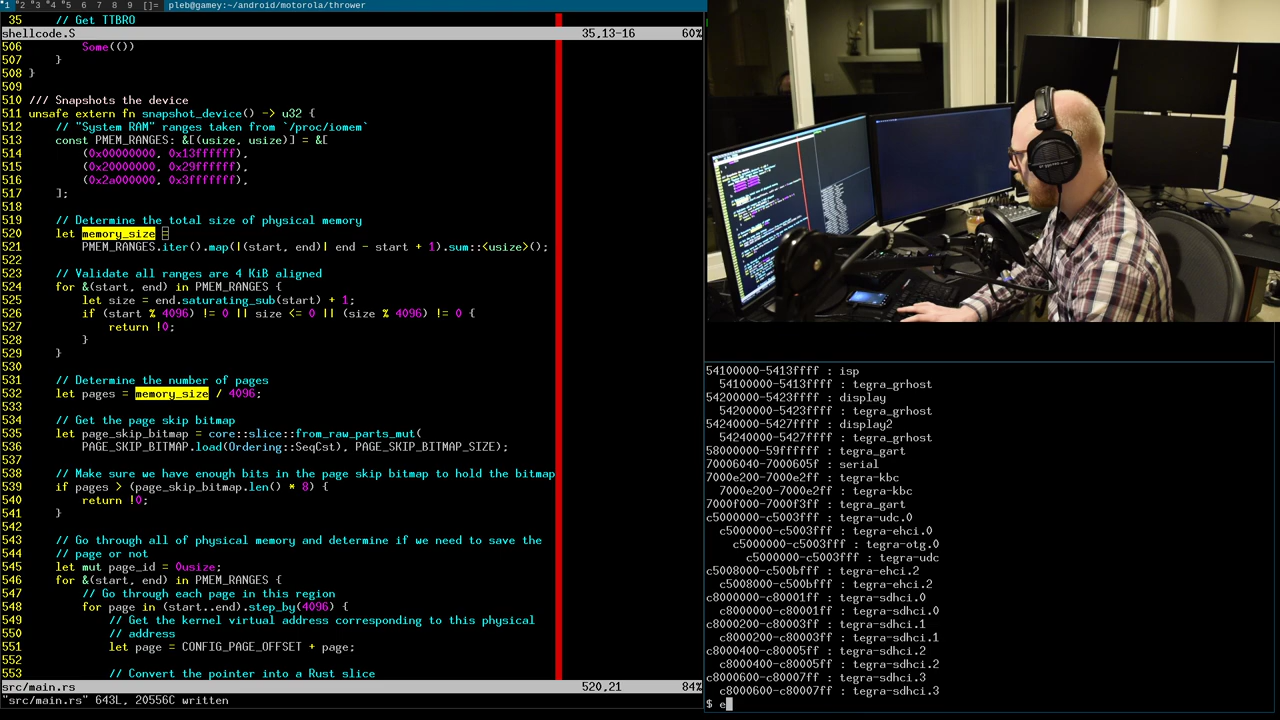 1 2 3 4 5 6 7 8 9 []= pleb@gamey:~/android/motorola/thrower
35     // Get TTBR0
shellcode.S 35,13-16 60%
506         Some(())
507     }
508 }
509
510 /// Snapshots the device
511 unsafe extern fn snapshot_device() -> u32 {
512     // "System RAM" ranges taken from `/proc/iomem`
513     const PMEM_RANGES: &[(usize, usize)] = &[
514         (0x00000000, 0x13ffffff),
515         (0x20000000, 0x29ffffff),
516         (0x2a000000, 0x3fffffff),
517     ];
518
519     // Determine the total size of physical memory
520     let memory_size =
521         PMEM_RANGES.iter().map(|(start, end)| end - start + 1).sum::<usize>();
522
523     // Validate all ranges are 4 KiB aligned
524     for &(start, end) in PMEM_RANGES {
525         let size = end.saturating_sub(start) + 1;
526         if (start % 4096) != 0 || size <= 0 || (size % 4096) != 0 {
527             return !0;
528         }
529     }
530
531     // Determine the number of pages
532     let pages = memory_size / 4096;
533
534     // Get the page skip bitmap
535     let page_skip_bitmap = core::slice::from_raw_parts_mut(
536         PAGE_SKIP_BITMAP.load(Ordering::SeqCst), PAGE_SKIP_BITMAP_SIZE);
537
538     // Make sure we have enough bits in the page skip bitmap to hold the bitmap
539     if pages > (page_skip_bitmap.len() * 8) {
540         return !0;
541     }
542
543     // Go through all of physical memory and determine if we need to save the
544     // page or not
545     let mut page_id = 0usize;
546     for &(start, end) in PMEM_RANGES {
547         // Go through each page in this region
548         for page in (start..end).step_by(4096) {
549             // Get the kernel virtual address corresponding to this physical
550             // address
551             let page = CONFIG_PAGE_OFFSET + page;
552
553             // Convert the pointer into a Rust slice
src/main.rs 520,21 84%
"src/main.rs" 643L, 20556C written
54100000-5413ffff : isp
  54100000-5413ffff : tegra_grhost
54200000-5423ffff : display
  54200000-5423ffff : tegra_grhost
54240000-5427ffff : display2
  54240000-5427ffff : tegra_grhost
58000000-59ffffff : tegra_gart
70006040-7000605f : serial
7000e200-7000e2ff : tegra-kbc
  7000e200-7000e2ff : tegra-kbc
7000f000-7000f3ff : tegra_gart
c5000000-c5003fff : tegra-udc.0
  c5000000-c5003fff : tegra-ehci.0
    c5000000-c5003fff : tegra-otg.0
      c5000000-c5003fff : tegra-udc
c5008000-c500bfff : tegra-ehci.2
  c5008000-c500bfff : tegra-ehci.2
c8000000-c80001ff : tegra-sdhci.0
  c8000000-c80001ff : tegra-sdhci.0
c8000200-c80003ff : tegra-sdhci.1
  c8000200-c80003ff : tegra-sdhci.1
c8000400-c80005ff : tegra-sdhci.2
  c8000400-c80005ff : tegra-sdhci.2
c8000600-c80007ff : tegra-sdhci.3
  c8000600-c80007ff : tegra-sdhci.3
$ e